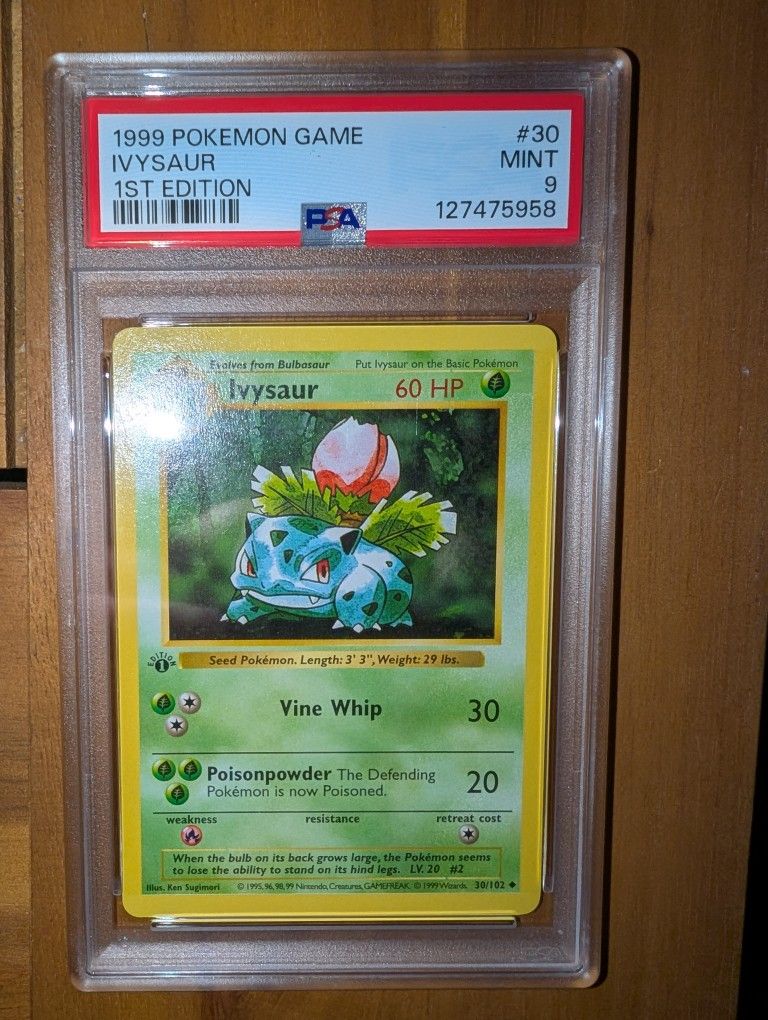 1999 POKEMON GAME #30
IVYSAUR MINT
1ST EDITION 9
PSA 127475958
Evolves from Bulbasaur Put Ivysaur on the Basic Pokémon
Ivysaur 60 HP
EDITION 1
Seed Pokémon. Length: 3' 3", Weight: 29 lbs.
Vine Whip 30
Poisonpowder The Defending
Pokémon is now Poisoned. 20
weakness resistance retreat cost
When the bulb on its back grows large, the Pokémon seems
to lose the ability to stand on its hind legs. LV. 20 #2
Illus. Ken Sugimori © 1995, 96, 98, 99 Nintendo, Creatures, GAMEFREAK. © 1999 Wizards. 30/102